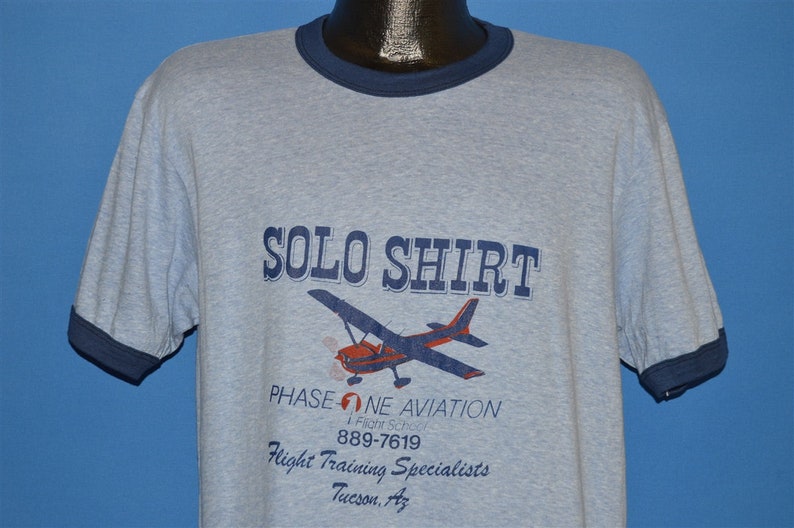 SOLO SHIRT
PHASE ONE AVIATION
Flight School
889-7619
Flight Training Specialists
Tucson, Az